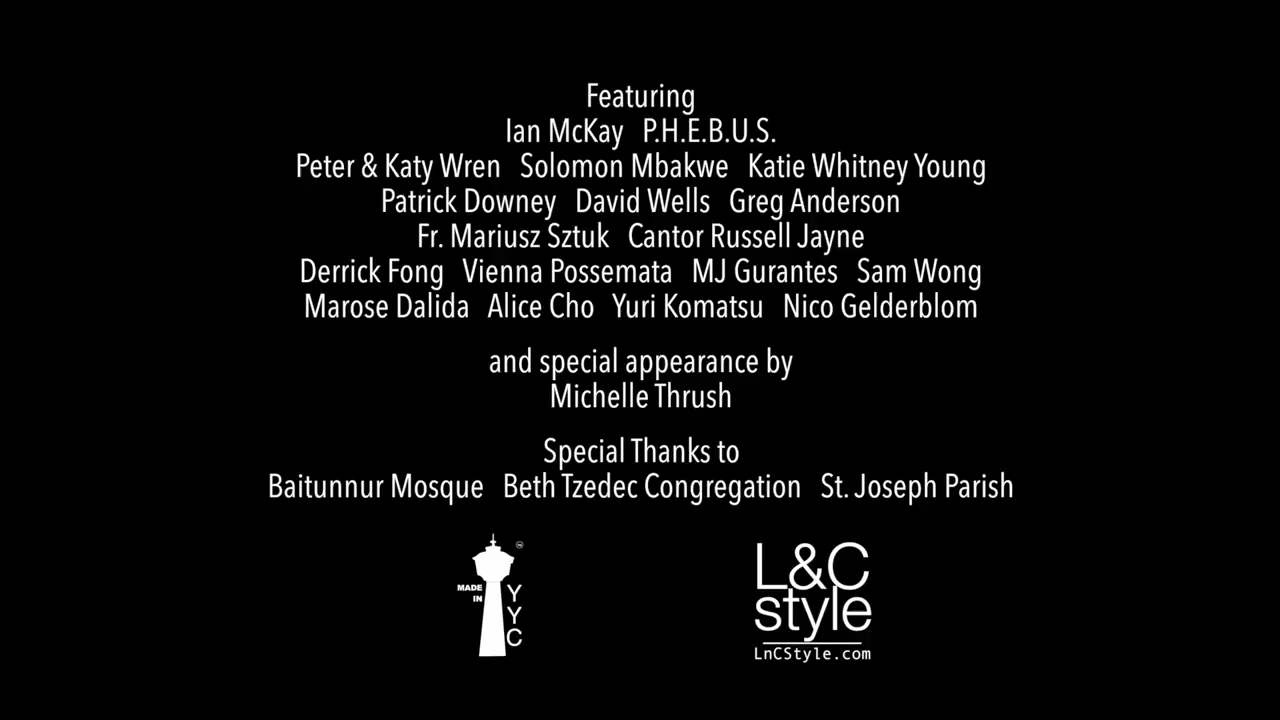 Featuring
Ian McKay P.H.E.B.U.S.
Peter & Katy Wren Solomon Mbakwe Katie Whitney Young
Patrick Downey David Wells Greg Anderson
Fr. Mariusz Sztuk Cantor Russell Jayne
Derrick Fong Vienna Possemata MJ Gurantes Sam Wong
Marose Dalida Alice Cho Yuri Komatsu Nico Gelderblom
and special appearance by
Michelle Thrush
Special Thanks to
Baitunnur Mosque Beth Tzedec Congregation St. Joseph Parish
MADE
IN
Y
Y
C
L&C
style
LnCStyle.com